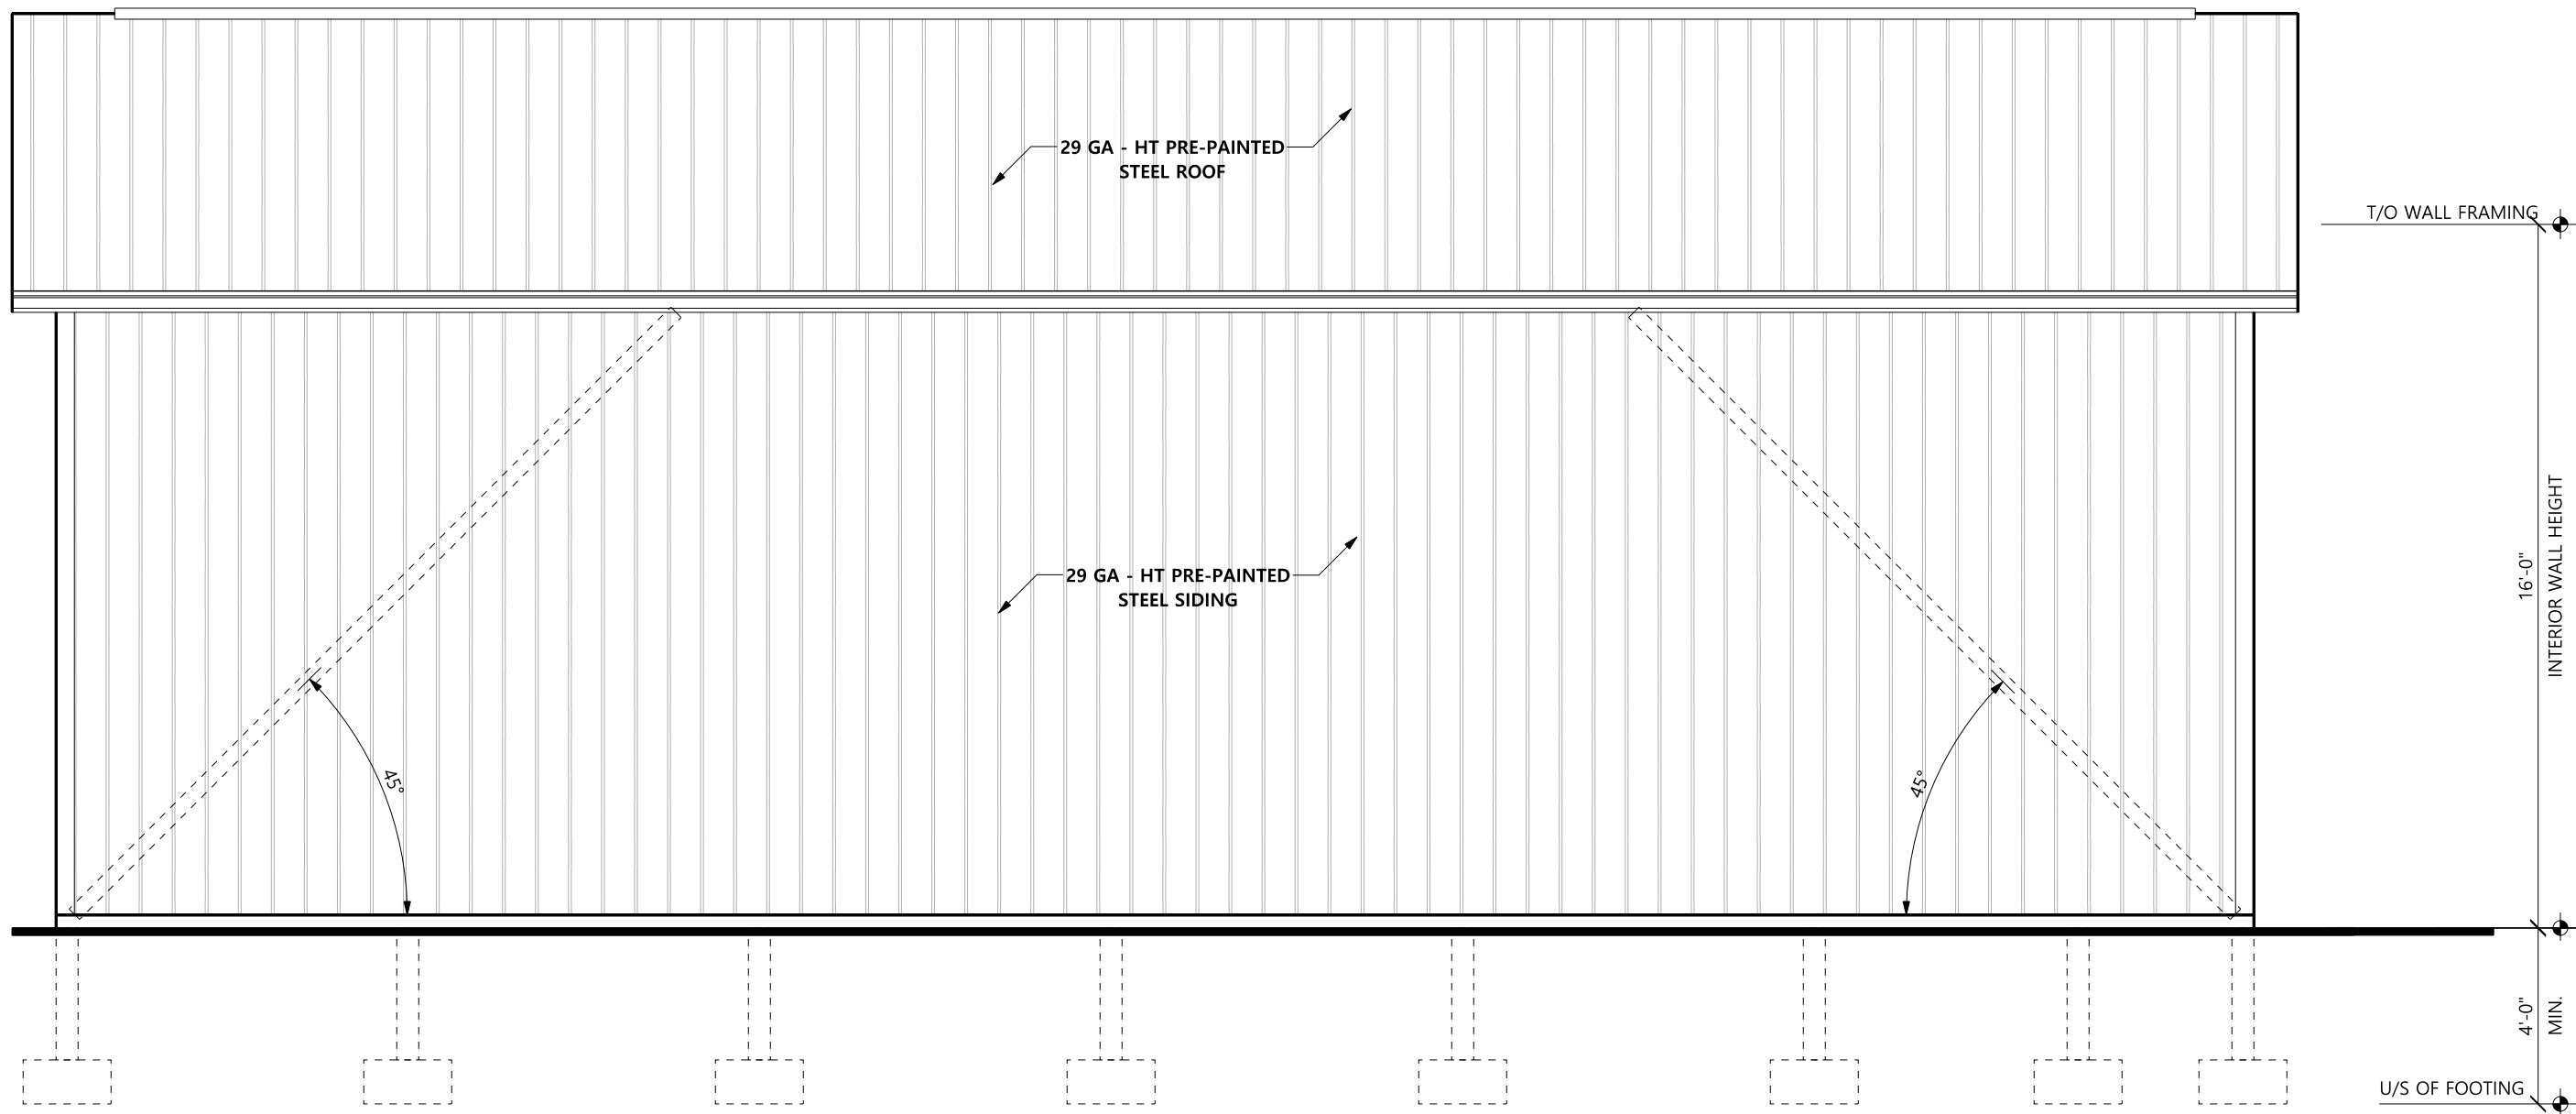 29 GA - HT PRE-PAINTED
STEEL ROOF
T/O WALL FRAMING
29 GA - HT PRE-PAINTED
STEEL SIDING
16'-0"
INTERIOR WALL HEIGHT
45°
45°
4'-0"
MIN.
U/S OF FOOTING